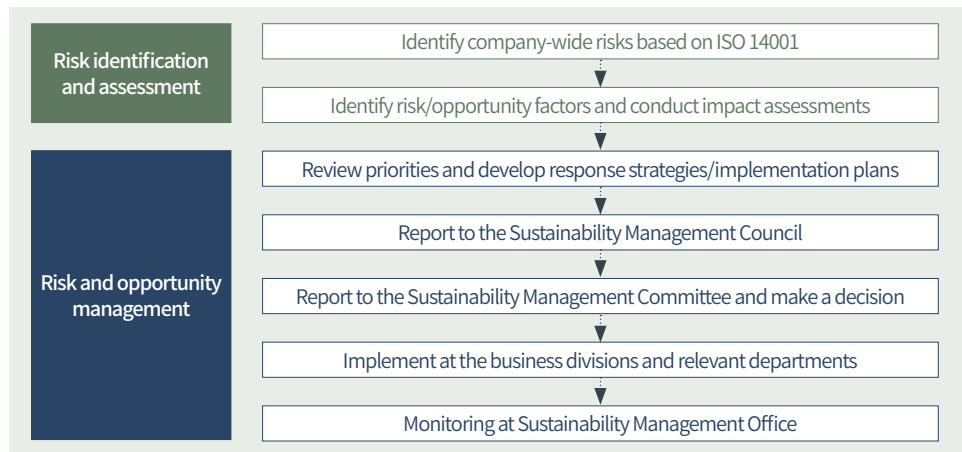 Risk identification
and assessment
Identify company-wide risks based on ISO 14001
Identify risk/opportunity factors and conduct impact assessments
Risk and opportunity
management
Review priorities and develop response strategies/implementation plans
Report to the Sustainability Management Council
Report to the Sustainability Management Committee and make a decision
Implement at the business divisions and relevant departments
Monitoring at Sustainability Management Office